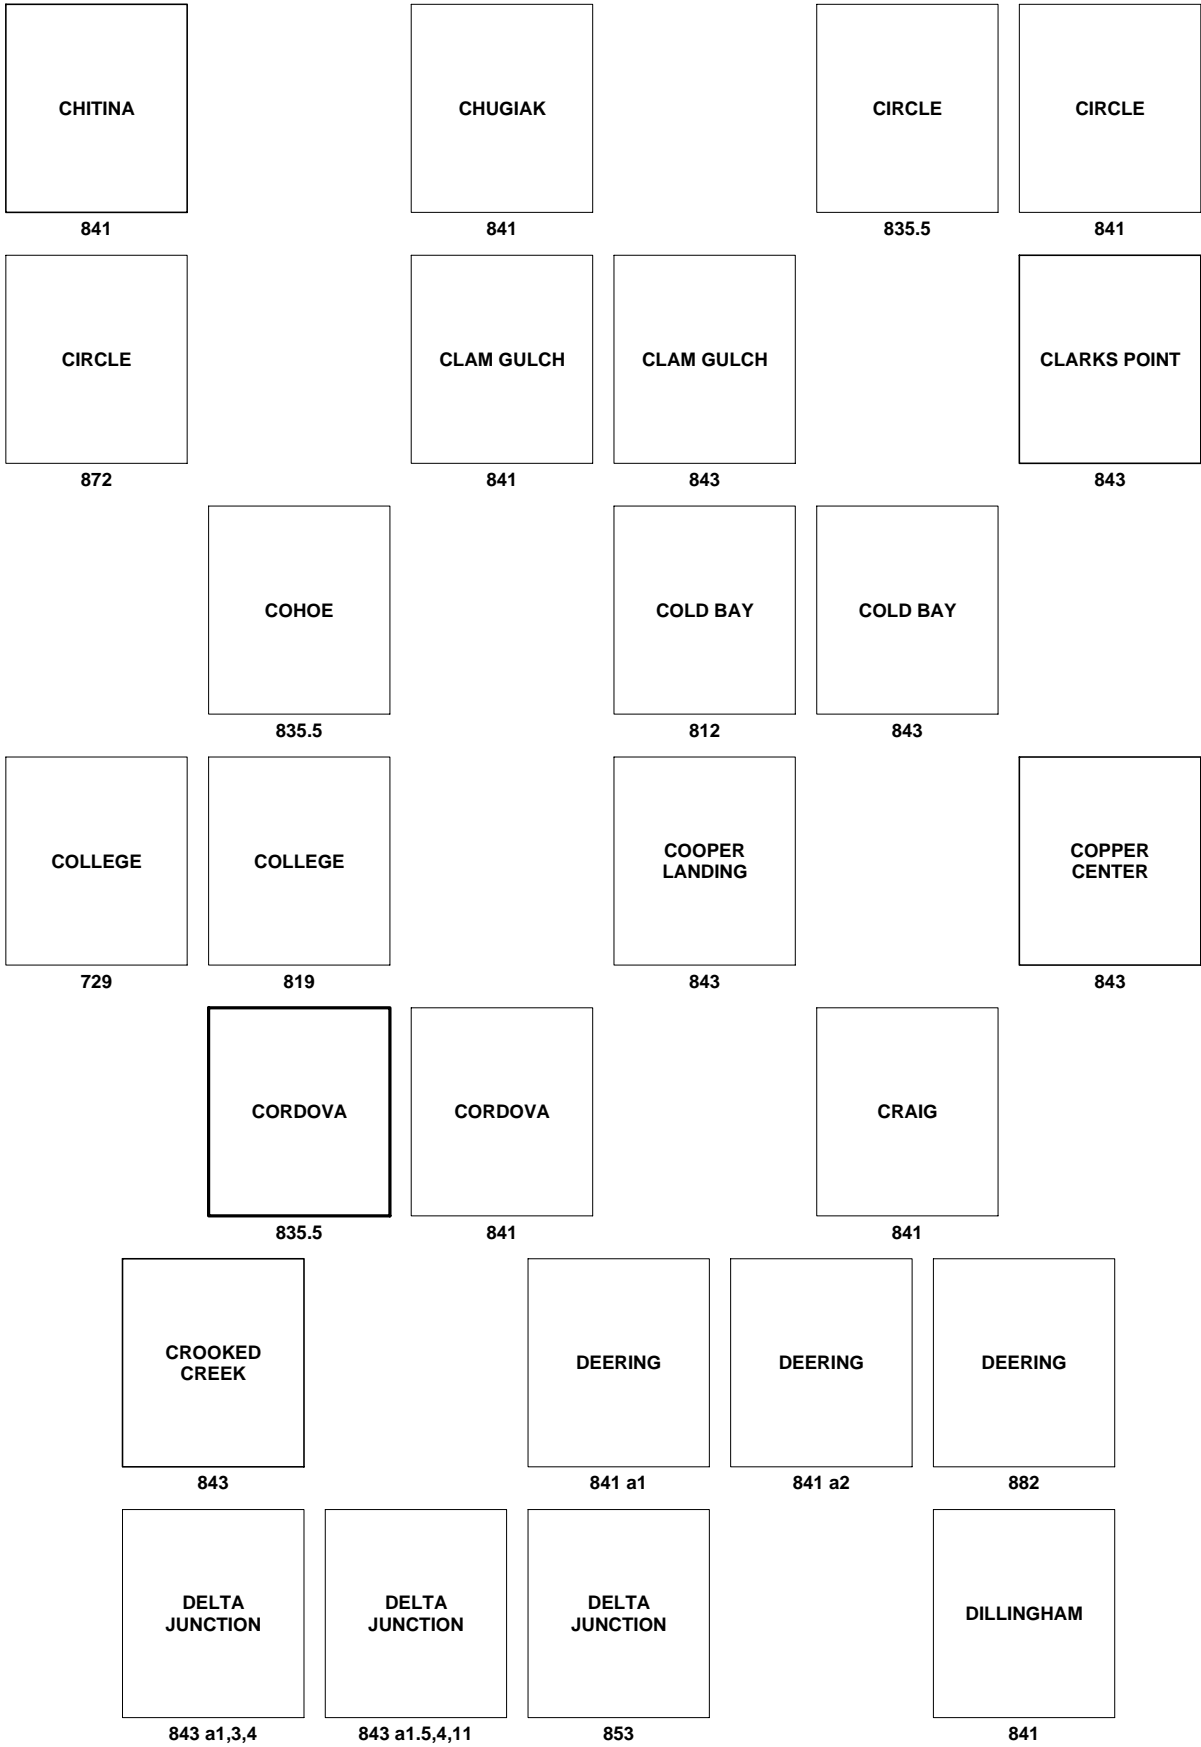 CHITINA
CHUGIAK
CIRCLE
CIRCLE
841
841
835.5
841
CIRCLE
CLAM GULCH
CLAM GULCH
CLARKS POINT
872
841
843
843
COHOE
COLD BAY
COLD BAY
835.5
812
843
COLLEGE
COLLEGE
COOPER
LANDING
COPPER
CENTER
729
819
843
843
CORDOVA
CORDOVA
CRAIG
835.5
841
841
CROOKED
CREEK
DEERING
DEERING
DEERING
843
841 a1
841 a2
882
DELTA
JUNCTION
DELTA
JUNCTION
DELTA
JUNCTION
DILLINGHAM
843 a1,3,4
843 a1.5,4,11
853
841